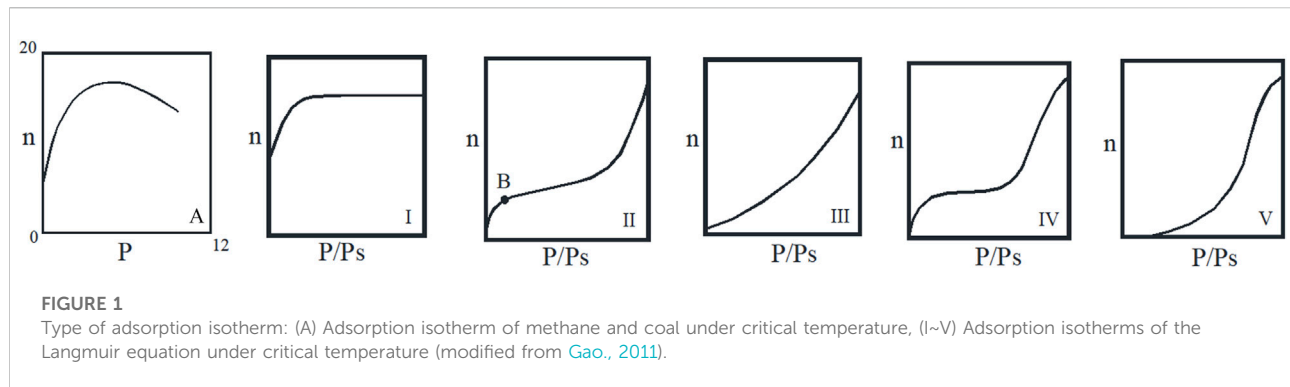 20
n
0
A
P
12
n
I
P/Ps
n
B
II
P/Ps
n
III
P/Ps
n
IV
P/Ps
n
V
P/Ps
FIGURE 1
Type of adsorption isotherm: (A) Adsorption isotherm of methane and coal under critical temperature, (I~V) Adsorption isotherms of the
Langmuir equation under critical temperature (modified from Gao., 2011).